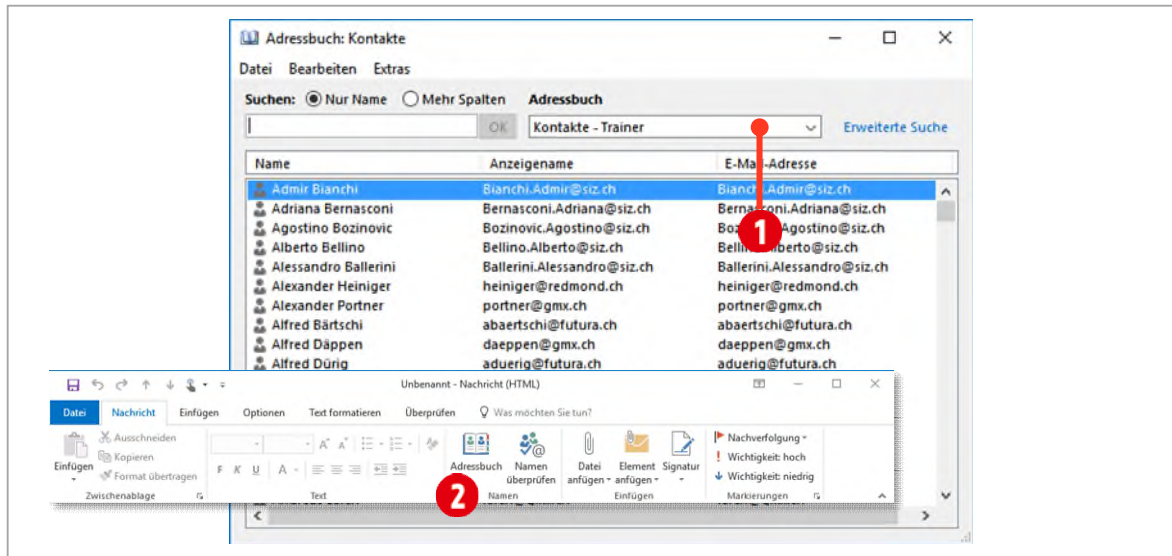 Adressbuch: Kontakte
Datei Bearbeiten Extras
Suchen: Nur Name Mehr Spalten Adressbuch
OK Kontakte - Trainer Erweiterte Suche
Name Anzeigename E-Mail-Adresse
Admir Bianchi Bianchi.Admir@siz.ch Bianchi.Admir@siz.ch
Adriana Bernasconi Bernasconi.Adriana@siz.ch Bernasconi.Adriana@siz.ch
Agostino Bozinovic Bozinovic.Agostino@siz.ch Bozinovic.Agostino@siz.ch
Alberto Bellino Bellino.Alberto@siz.ch Bellino.Alberto@siz.ch
Alessandro Ballerini Ballerini.Alessandro@siz.ch Ballerini.Alessandro@siz.ch
Alexander Heiniger heiniger@redmond.ch heiniger@redmond.ch
Alexander Portner portner@gmx.ch portner@gmx.ch
Alfred Bärtschi abaertschi@futura.ch abaertschi@futura.ch
Alfred Däppen daeppen@gmx.ch daeppen@gmx.ch
Alfred Dürig aduerig@futura.ch aduerig@futura.ch
1
Unbenannt - Nachricht (HTML)
Datei Nachricht Einfügen Optionen Text formatieren Überprüfen Was möchten Sie tun?
Einfügen
Ausschneiden
Kopieren
Format übertragen
Zwischenablage
F K U A
Text
Adressbuch
Namen überprüfen
Namen
Datei anfügen
Element anfügen
Signatur
Einfügen
Nachverfolgung
Wichtigkeit: hoch
Wichtigkeit: niedrig
Markierungen
2